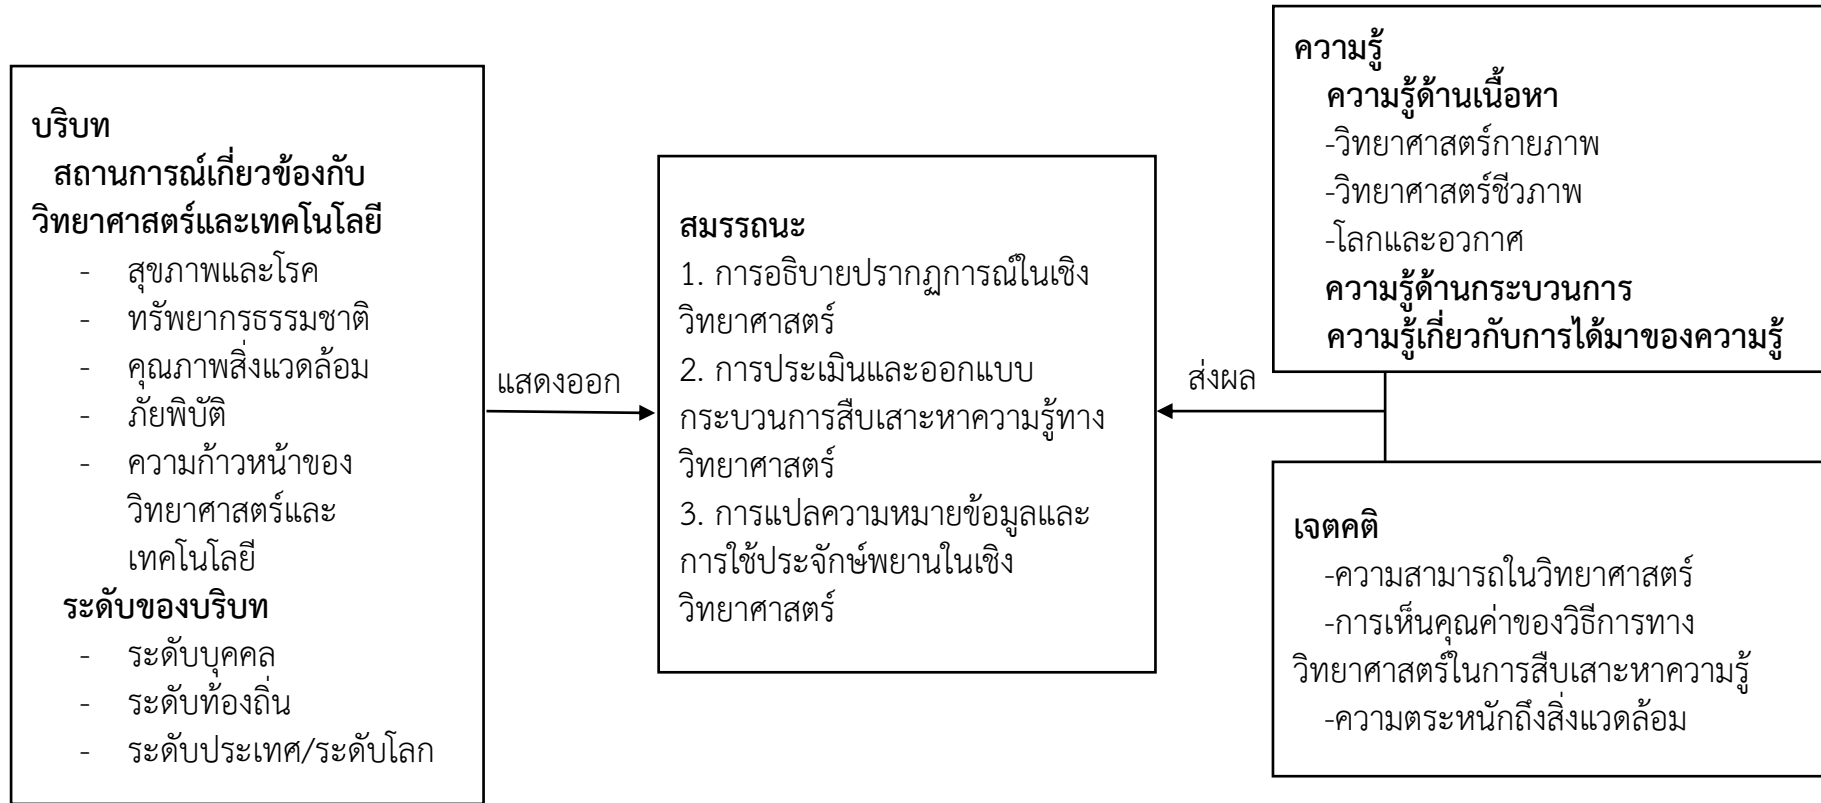 บริบท
สถานการณ์เกี่ยวข้องกับ
วิทยาศาสตร์และเทคโนโลยี
- สุขภาพและโรค
- ทรัพยากรธรรมชาติ
- คุณภาพสิ่งแวดล้อม
- ภัยพิบัติ
- ความก้าวหน้าของ
วิทยาศาสตร์และ
เทคโนโลยี
ระดับของบริบท
- ระดับบุคคล
- ระดับท้องถิ่น
- ระดับประเทศ/ระดับโลก
แสดงออก
สมรรถนะ
1. การอธิบายปรากฏการณ์ในเชิง
วิทยาศาสตร์
2. การประเมินและออกแบบ
กระบวนการสืบเสาะหาความรู้ทาง
วิทยาศาสตร์
3. การแปลความหมายข้อมูลและ
การใช้ประจักษ์พยานในเชิง
วิทยาศาสตร์
ส่งผล
ความรู้
ความรู้ด้านเนื้อหา
-วิทยาศาสตร์กายภาพ
-วิทยาศาสตร์ชีวภาพ
-โลกและอวกาศ
ความรู้ด้านกระบวนการ
ความรู้เกี่ยวกับการได้มาของความรู้
เจตคติ
-ความสามารถในวิทยาศาสตร์
-การเห็นคุณค่าของวิธีการทาง
วิทยาศาสตร์ในการสืบเสาะหาความรู้
-ความตระหนักถึงสิ่งแวดล้อม